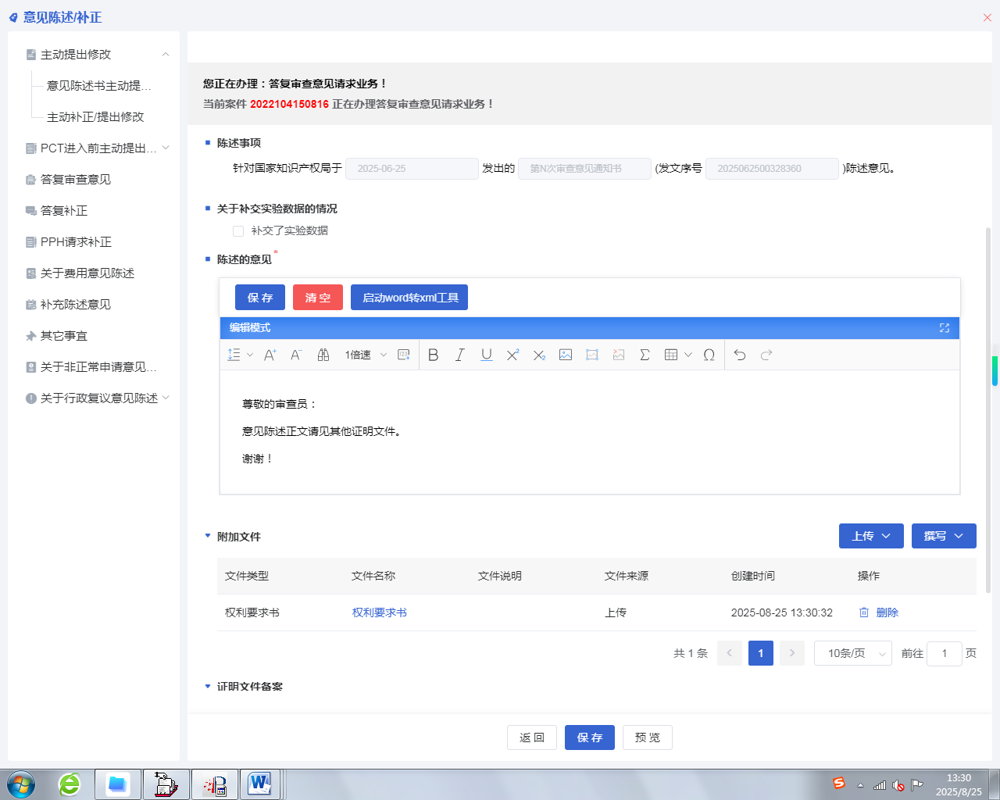 意见陈述/补正
主动提出修改
意见陈述书主动提...
主动补正/提出修改
PCT进入前主动提出...
答复审查意见
答复补正
PPH请求补正
关于费用意见陈述
补充陈述意见
其它事宜
关于非正常申请意见...
关于行政复议意见陈述
您正在办理：答复审查意见请求业务！
当前案件 2022104150816 正在办理答复审查意见请求业务！
陈述事项
针对国家知识产权局于 2025-06-25 发出的 第N次审查意见通知书 (发文序号 2025062500328360 )陈述意见。
关于补交实验数据的情况
补交了实验数据
陈述的意见*
保 存 清 空 启动word转xml工具
编辑模式
1倍速
尊敬的审查员：
意见陈述正文请见其他证明文件。
谢谢！
附加文件 上传 撰写
文件类型 文件名称 文件说明 文件来源 创建时间 操作
权利要求书 权利要求书 上传 2025-08-25 13:30:32 删除
共 1 条 1 10条/页 前往 1 页
证明文件备案
返 回 保 存 预 览
13:30
2025/8/25